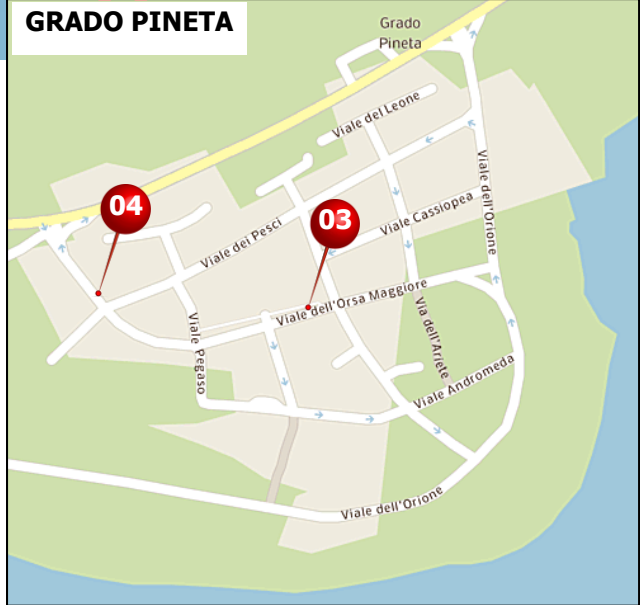 GRADO PINETA
Grado
Pineta
Viale del Leone
04
03
Viale Cassiopea
Viale dell'Orione
Viale dei Pesci
Viale dell'Orsa Maggiore
Viale Pegaso
Via dell'Ariete
Viale Andromeda
Viale dell'Orione